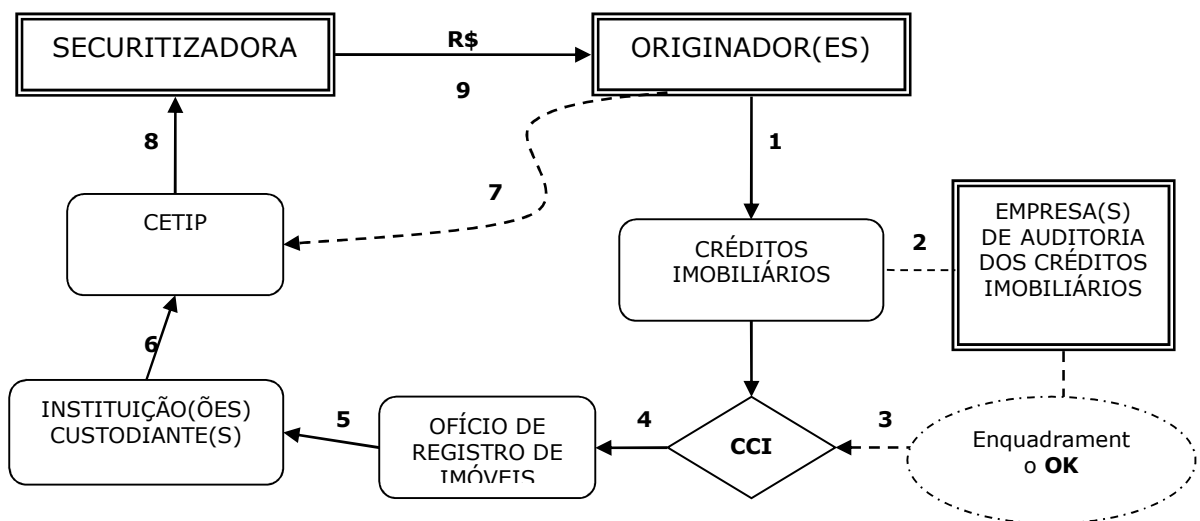 SECURITIZADORA
R$
9
ORIGINADOR(ES)
8
1
7
CETIP
CRÉDITOS
IMOBILIÁRIOS
2
EMPRESA(S)
DE AUDITORIA
DOS CRÉDITOS
IMOBILIÁRIOS
6
INSTITUIÇÃO(ÕES)
CUSTODIANTE(S)
5
OFÍCIO DE
REGISTRO DE
IMÓVEIS
4
CCI
3
Enquadrament
o OK